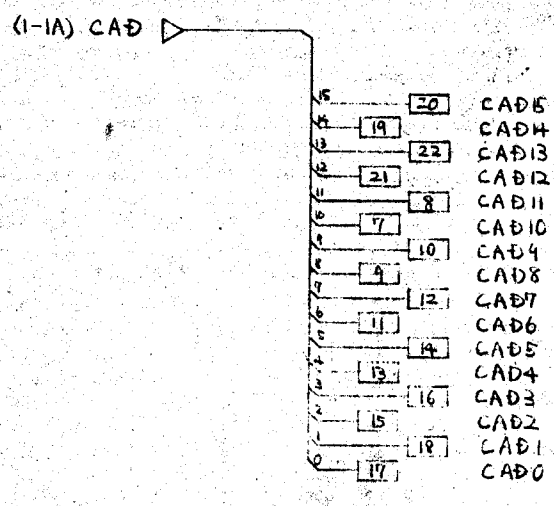 (1-1A) CAD
15 20 CAD15
14 19 CAD14
13 22 CAD13
12 21 CAD12
11 8 CAD11
10 7 CAD10
9 10 CAD9
8 9 CAD8
7 12 CAD7
6 11 CAD6
5 14 CAD5
4 13 CAD4
3 16 CAD3
2 15 CAD2
1 18 CAD1
0 17 CAD0